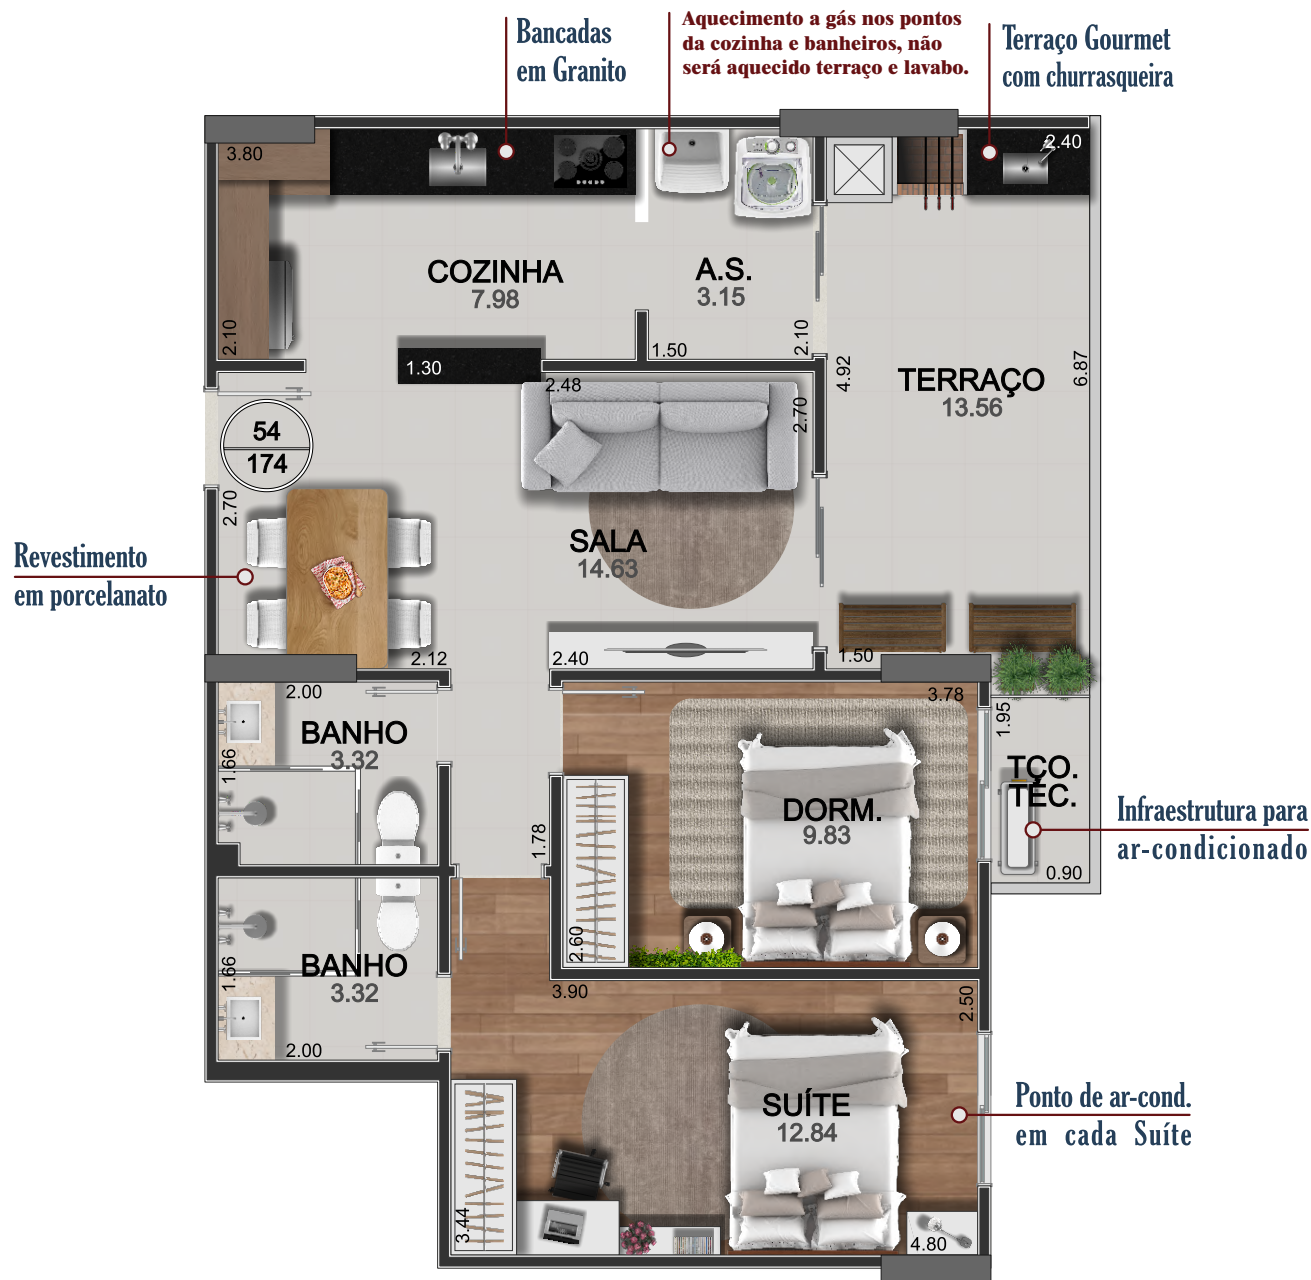 Bancadas
em Granito
Aquecimento a gás nos pontos
da cozinha e banheiros, não
será aquecido terraço e lavabo.
Terraço Gourmet
com churrasqueira
3.80
2.40
COZINHA
7.98
A.S.
3.15
2.10
1.50
2.10
1.30
2.48
2.70
4.92
TERRAÇO
13.56
6.87
54
174
2.70
SALA
14.63
Revestimento
em porcelanato
2.12
2.40
1.50
2.00
BANHO
3.32
1.66
3.78
1.95
TÇO.
TÉC.
DORM.
9.83
Infraestrutura para
ar-condicionado
0.90
1.78
2.60
BANHO
3.32
1.66
2.00
3.90
2.50
SUÍTE
12.84
Ponto de ar-cond.
em cada Suíte
3.44
4.80